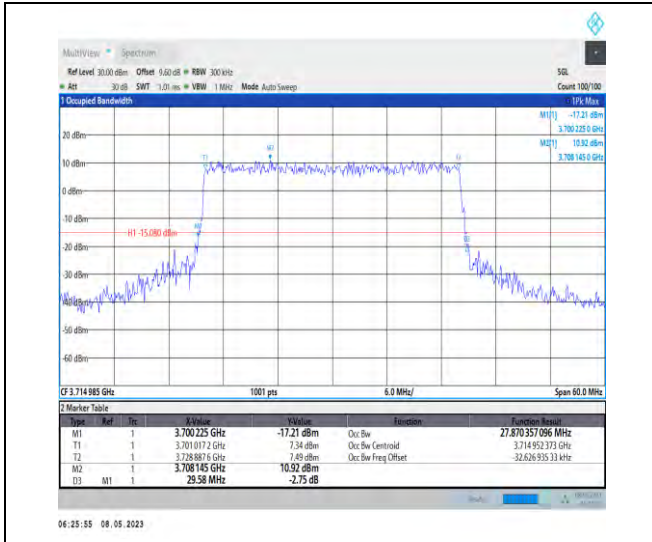 MultiView Spectrum
Ref Level 30.00 dBm Offset 9.60 dB RBW 300 kHz SGL
Att 30 dB SWT 1.01 ms VBW 1 MHz Mode Auto Sweep Count 100/100
1 Occupied Bandwidth 1Pk Max
M1[1] -17.21 dBm
3.700 225 0 GHz
M2[1] 10.92 dBm
3.708 145 0 GHz
20 dBm
10 dBm
0 dBm
-10 dBm
H1 -15.080 dBm
-20 dBm
-30 dBm
-40 dBm
-50 dBm
-60 dBm
T1
M2
CF 3.714 985 GHz 1001 pts 6.0 MHz/ Span 60.0 MHz
2 Marker Table
Type Ref Trc X-Value Y-Value Function Function Result
M1 1 3.700 225 GHz -17.21 dBm Occ Bw 27.870 357 096 MHz
T1 1 3.701 017 2 GHz 7.34 dBm Occ Bw Centroid 3.714 952 373 GHz
T2 1 3.728 887 6 GHz 7.49 dBm Occ Bw Freq Offset -32.626 935 33 kHz
M2 1 3.708 145 GHz 10.92 dBm
D3 M1 1 29.58 MHz -2.75 dB
06:25:55 08.05.2023